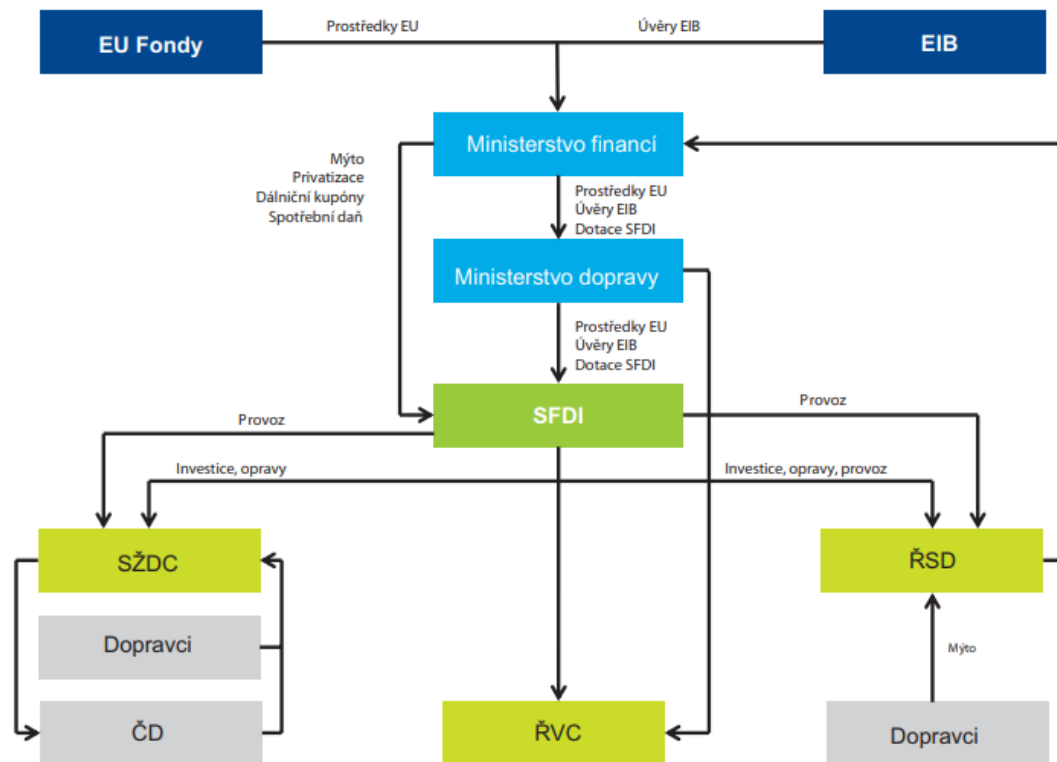 Prostředky EU
Úvěry EIB
EU Fondy
EIB
Ministerstvo financí
Mýto
Privatizace
Dálniční kupóny
Spotřební daň
Prostředky EU
Úvěry EIB
Dotace SFDI
Ministerstvo dopravy
Prostředky EU
Úvěry EIB
Dotace SFDI
SFDI
Provoz
Provoz
Investice, opravy
Investice, opravy, provoz
SŽDC
ŘSD
Dopravci
Mýto
ČD
ŘVC
Dopravci